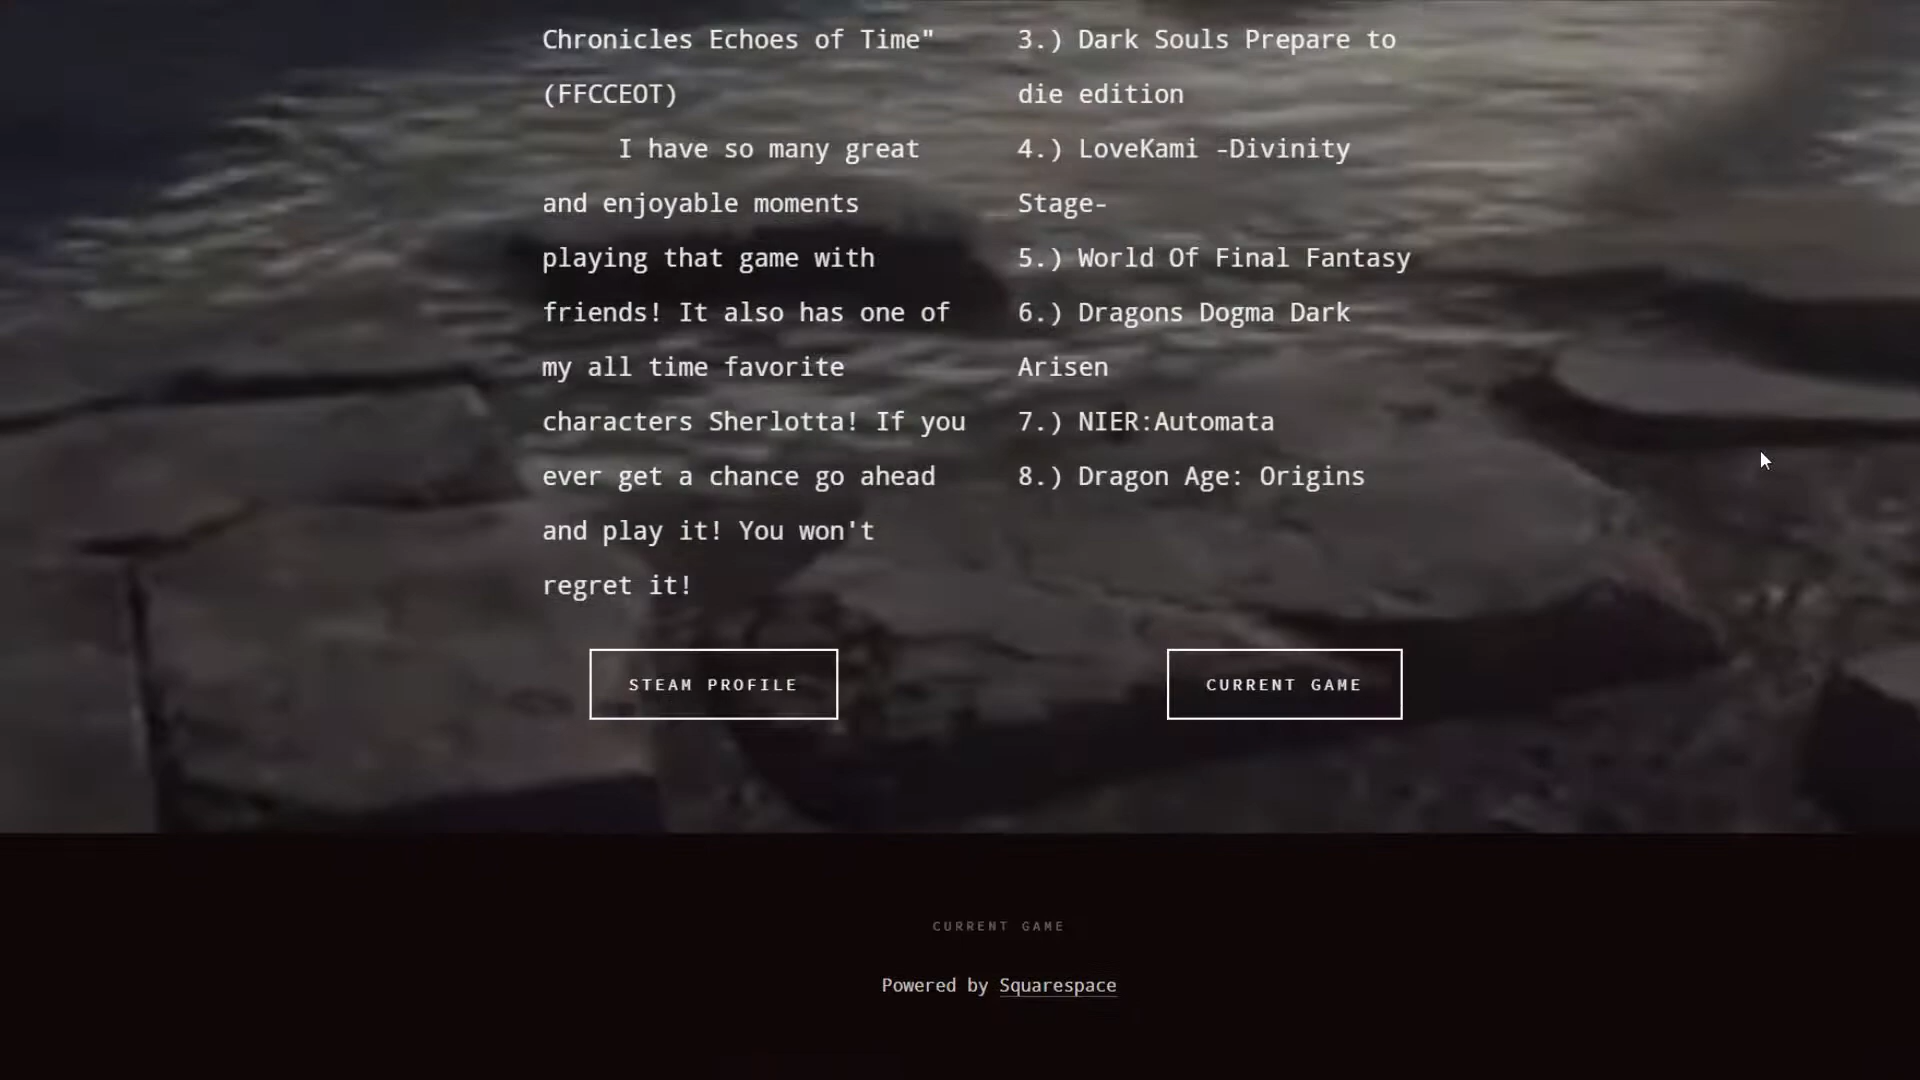 Chronicles Echoes of Time"
(FFCCEOT)
I have so many great
and enjoyable moments
playing that game with
friends! It also has one of
my all time favorite
characters Sherlotta! If you
ever get a chance go ahead
and play it! You won't
regret it!
3.) Dark Souls Prepare to
die edition
4.) LoveKami -Divinity
Stage-
5.) World Of Final Fantasy
6.) Dragons Dogma Dark
Arisen
7.) NIER:Automata
8.) Dragon Age: Origins
STEAM PROFILE
CURRENT GAME
CURRENT GAME
Powered by Squarespace